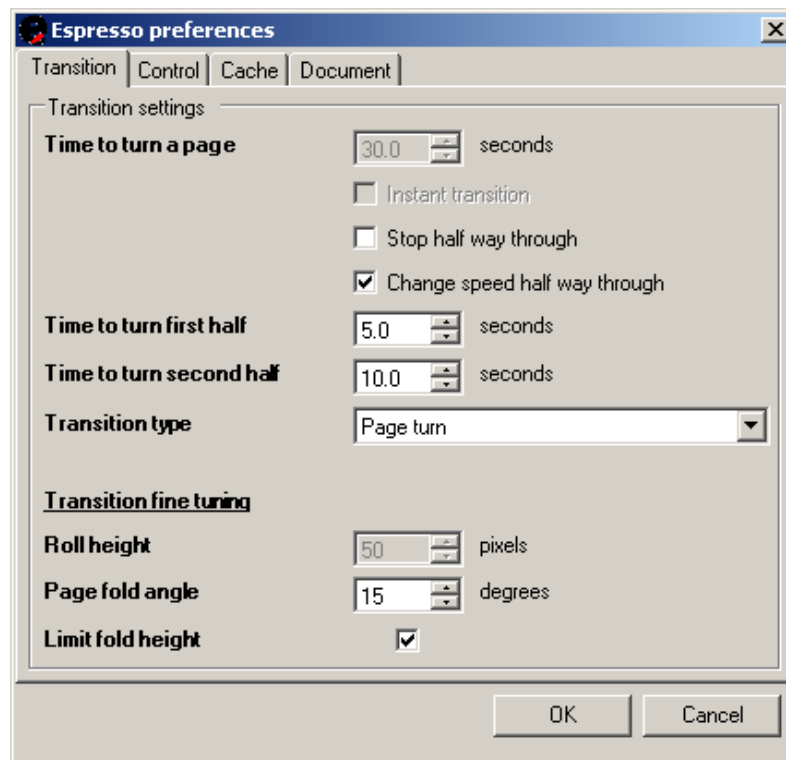 Espresso preferences
Transition Control Cache Document
Transition settings
Time to turn a page 30.0 seconds
Instant transition
Stop half way through
Change speed half way through
Time to turn first half 5.0 seconds
Time to turn second half 10.0 seconds
Transition type Page turn
Transition fine tuning
Roll height 50 pixels
Page fold angle 15 degrees
Limit fold height
OK Cancel